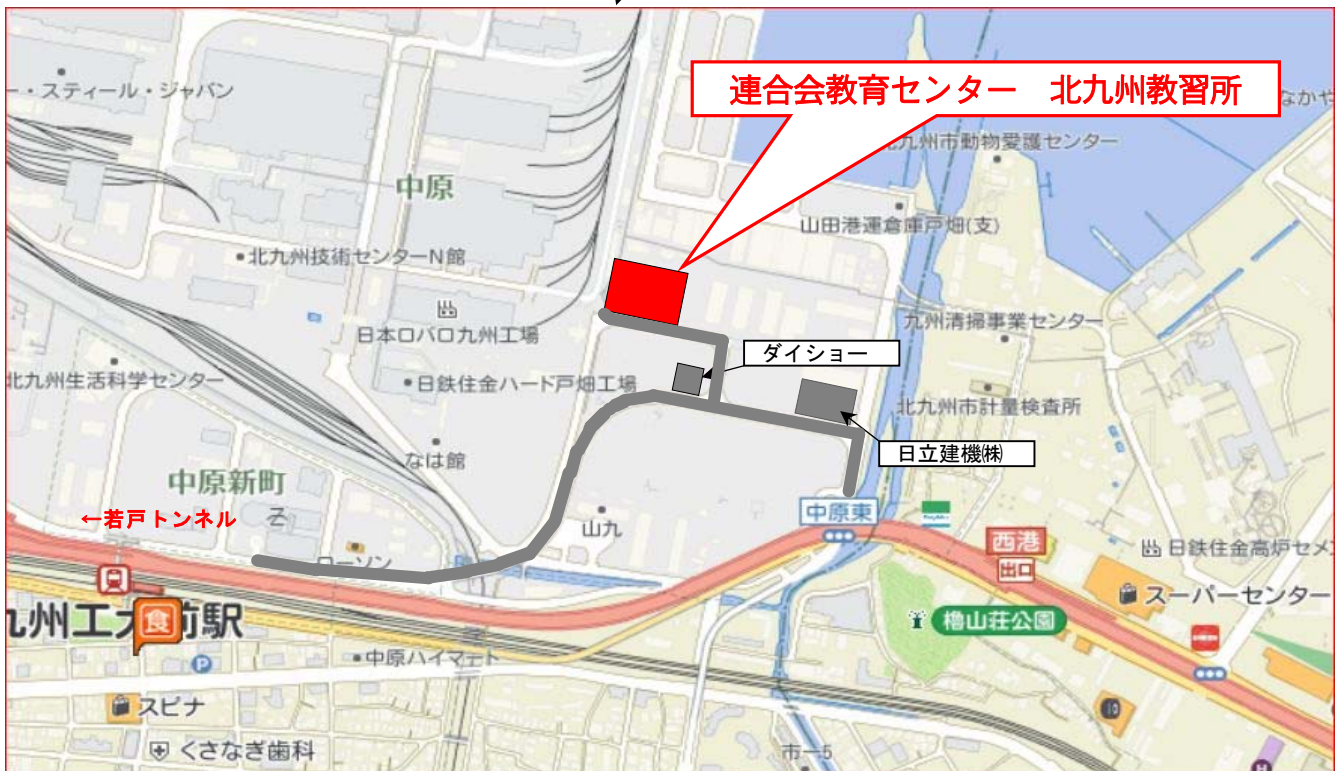 連合会教育センター　北九州教習所
ー・スティール・ジャパン
なかや
九州市動物愛護センター
中原
山田港運倉庫戸畑(支)
北九州技術センターN館
日本ロバロ九州工場
九州清掃事業センター
ダイショー
北九州生活科学センター
日鉄住金ハード戸畑工場
北九州市計量検査所
日立建機㈱
なは館
中原新町
←若戸トンネル
山九
中原東
西港
出口
日鉄住金高炉セメ
ローソン
スーパーセンター
九州工大前駅
食
櫓山荘公園
P
中原ハイマート
スピナ
くさなぎ歯科
市一5